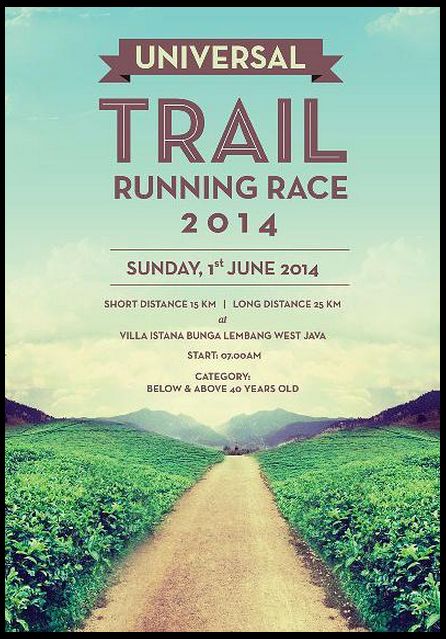 UNIVERSAL
TRAIL
RUNNING RACE
2014
SUNDAY, 1st JUNE 2014
SHORT DISTANCE 15 KM | LONG DISTANCE 25 KM
at
VILLA ISTANA BUNGA LEMBANG WEST JAVA
START: 07.00AM
CATEGORY:
BELOW & ABOVE 40 YEARS OLD